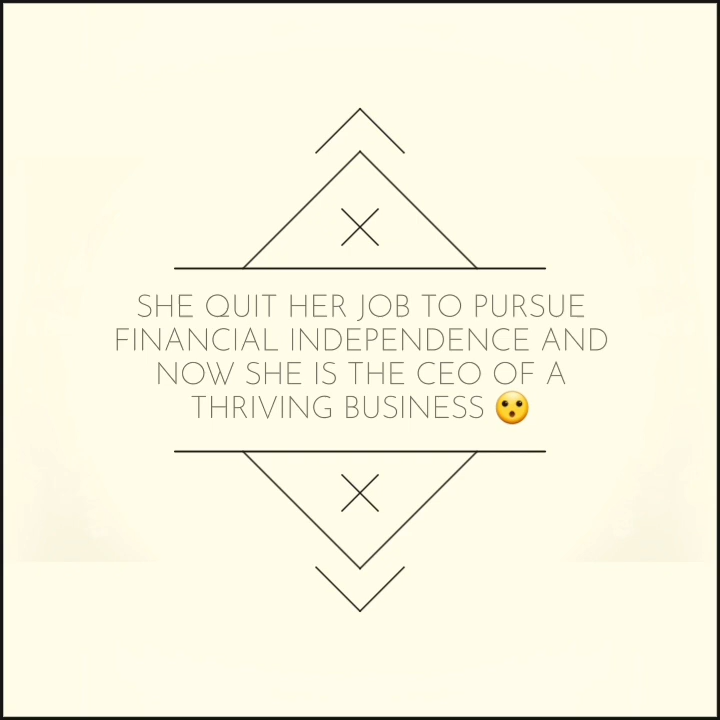 SHE QUIT HER JOB TO PURSUE
FINANCIAL INDEPENDENCE AND
NOW SHE IS THE CEO OF A
THRIVING BUSINESS 😮